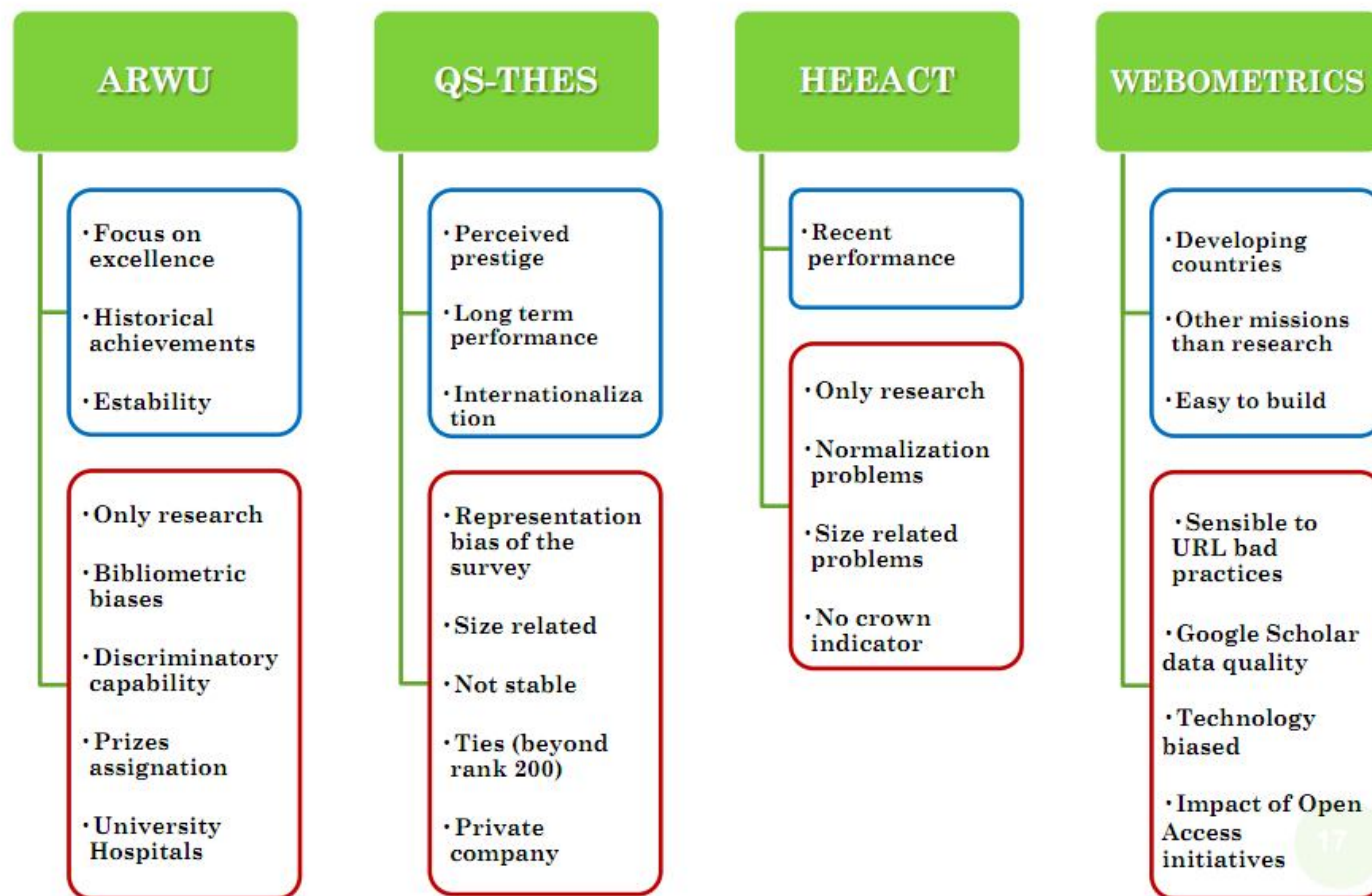 ARWU
·Focus on
excellence
·Historical
achievements
·Estability
·Only research
·Bibliometric
biases
·Discriminatory
capability
·Prizes
assignation
·University
Hospitals
QS-THES
·Perceived
prestige
·Long term
performance
·Internationaliza
tion
·Representation
bias of the
survey
·Size related
·Not stable
·Ties (beyond
rank 200)
·Private
company
HEEACT
·Recent
performance
·Only research
·Normalization
problems
·Size related
problems
·No crown
indicator
WEBOMETRICS
·Developing
countries
·Other missions
than research
·Easy to build
·Sensible to
URL bad
practices
·Google Scholar
data quality
·Technology
biased
·Impact of Open
Access
initiatives
17